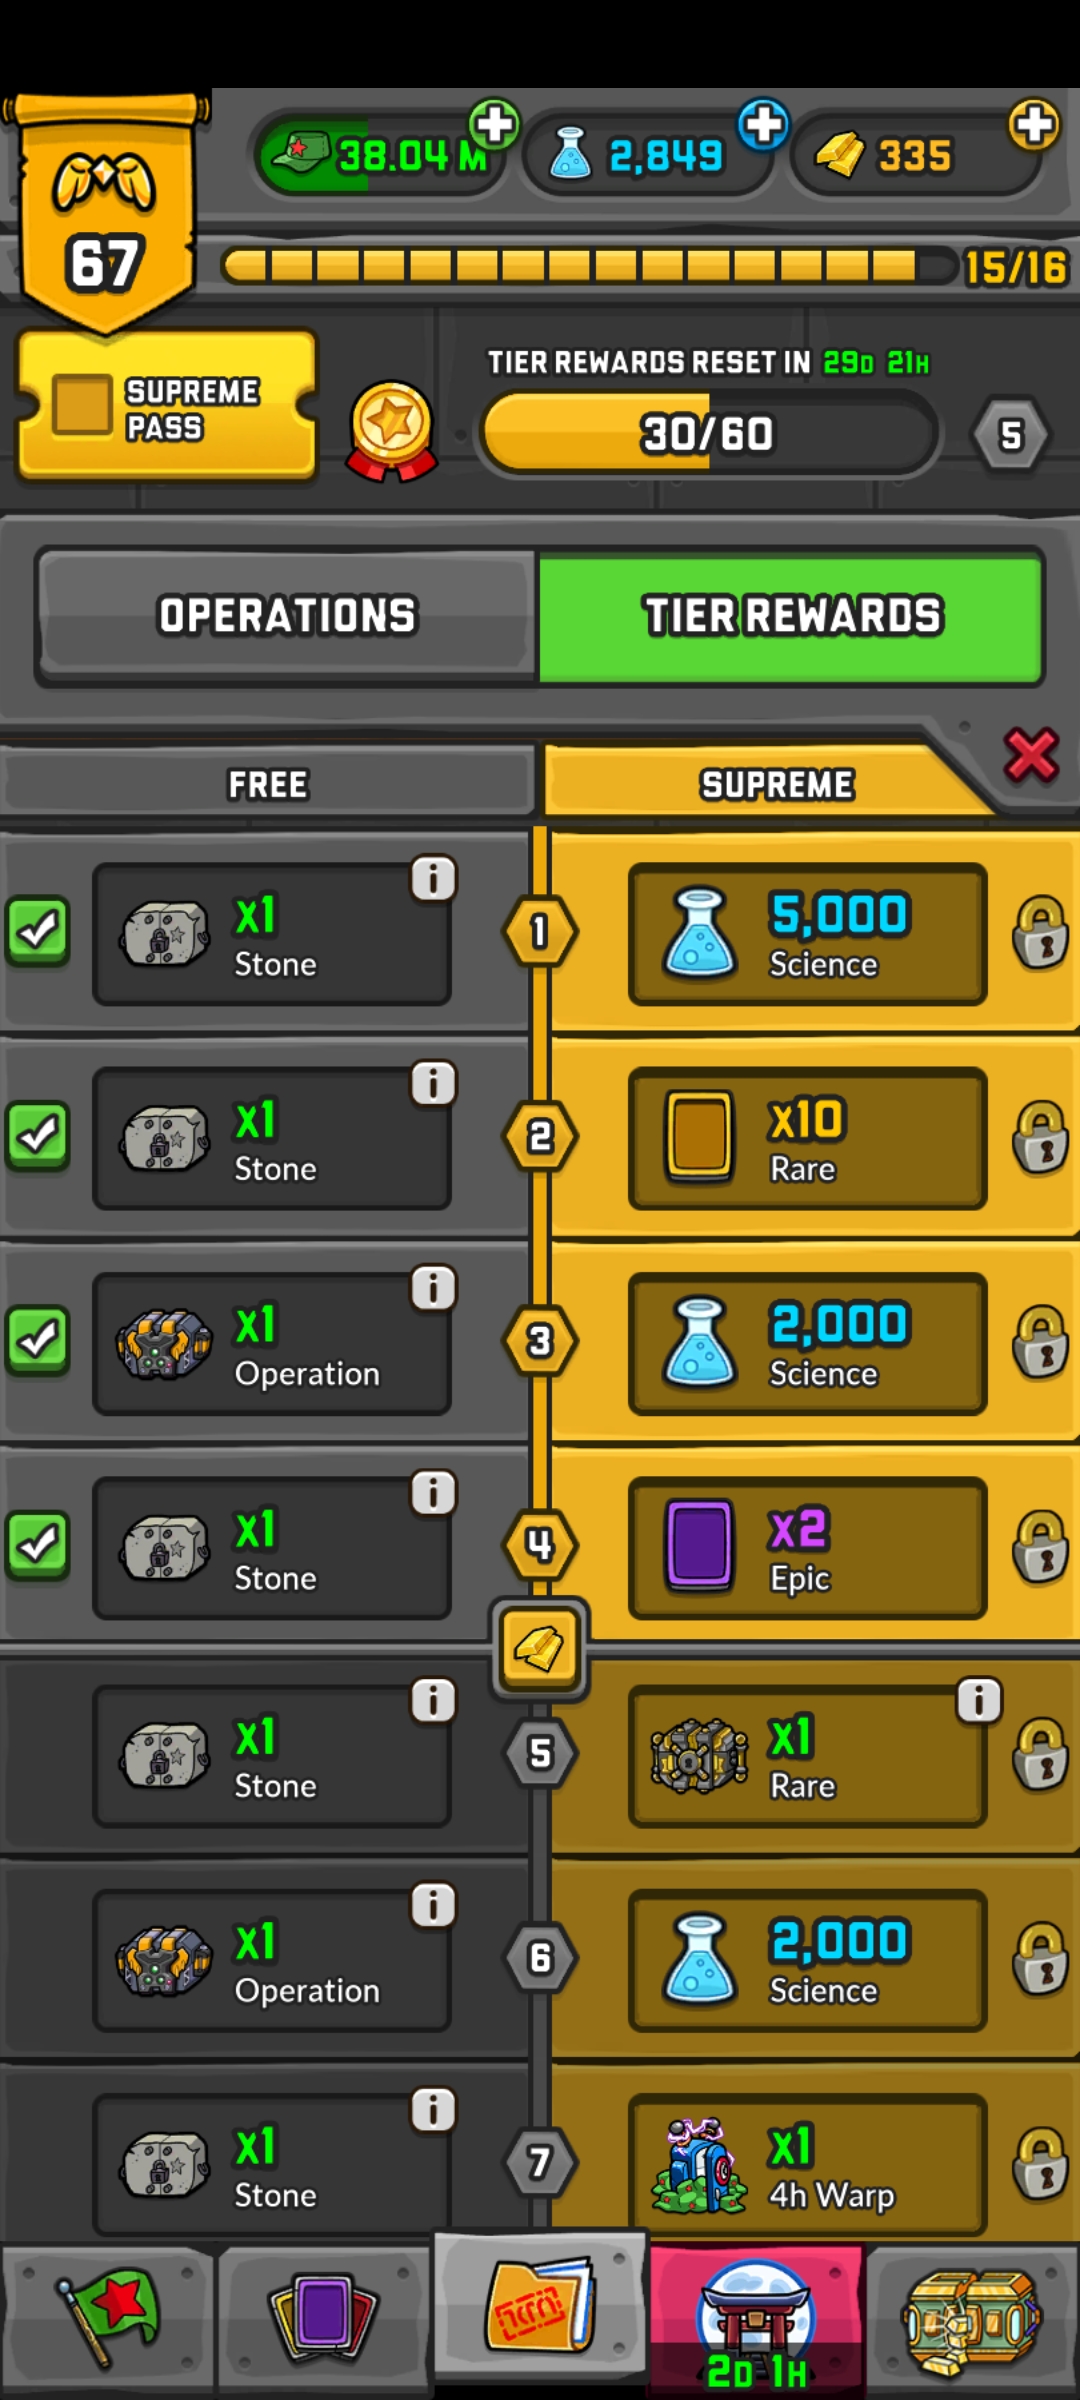 38.04 M
2,849
335
67
15/16
SUPREME
PASS
TIER REWARDS RESET IN 29D 21H
30/60
5
OPERATIONS
TIER REWARDS
FREE
SUPREME
x1
Stone
1
5,000
Science
x1
Stone
2
x10
Rare
x1
Operation
3
2,000
Science
x1
Stone
4
x2
Epic
x1
Stone
5
x1
Rare
x1
Operation
6
2,000
Science
x1
Stone
7
x1
4h Warp
2D 1H